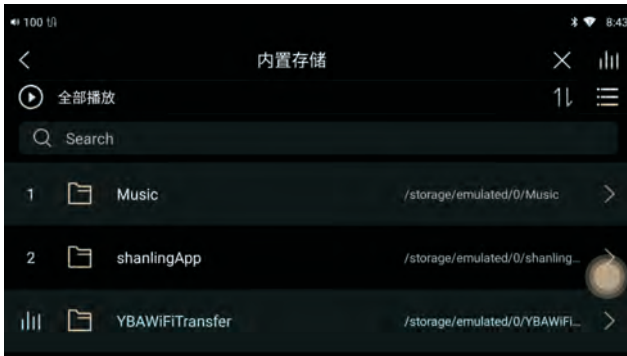 100
8:43
内置存储
全部播放
Search
1 Music /storage/emulated/0/Music
2 shanlingApp /storage/emulated/0/shanling...
YBAWiFiTransfer /storage/emulated/0/YBAWiFi...